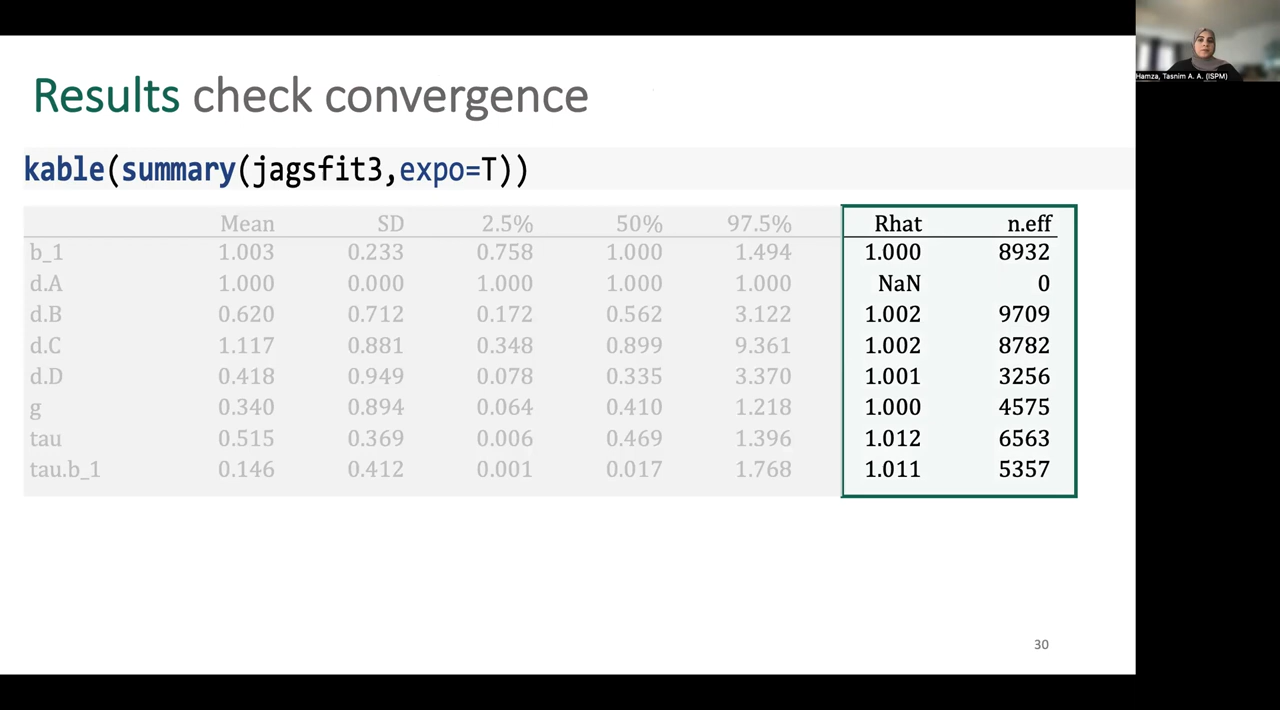 Hamza, Tasnim A. A. (ISPM)
Results check convergence
kable(summary(jagsfit3,expo=T))
Mean SD 2.5% 50% 97.5% Rhat n.eff
b_1 1.003 0.233 0.758 1.000 1.494 1.000 8932
d.A 1.000 0.000 1.000 1.000 1.000 NaN 0
d.B 0.620 0.712 0.172 0.562 3.122 1.002 9709
d.C 1.117 0.881 0.348 0.899 9.361 1.002 8782
d.D 0.418 0.949 0.078 0.335 3.370 1.001 3256
g 0.340 0.894 0.064 0.410 1.218 1.000 4575
tau 0.515 0.369 0.006 0.469 1.396 1.012 6563
tau.b_1 0.146 0.412 0.001 0.017 1.768 1.011 5357
30